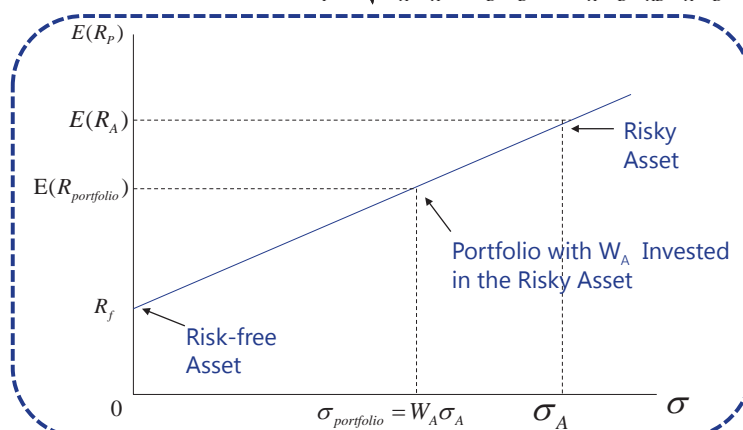 E(R_P)
E(R_A)
Risky
Asset
E(R_portfolio)
Portfolio with W_A Invested
in the Risky Asset
R_f
Risk-free
Asset
0
σ_portfolio = W_A σ_A
σ_A
σ